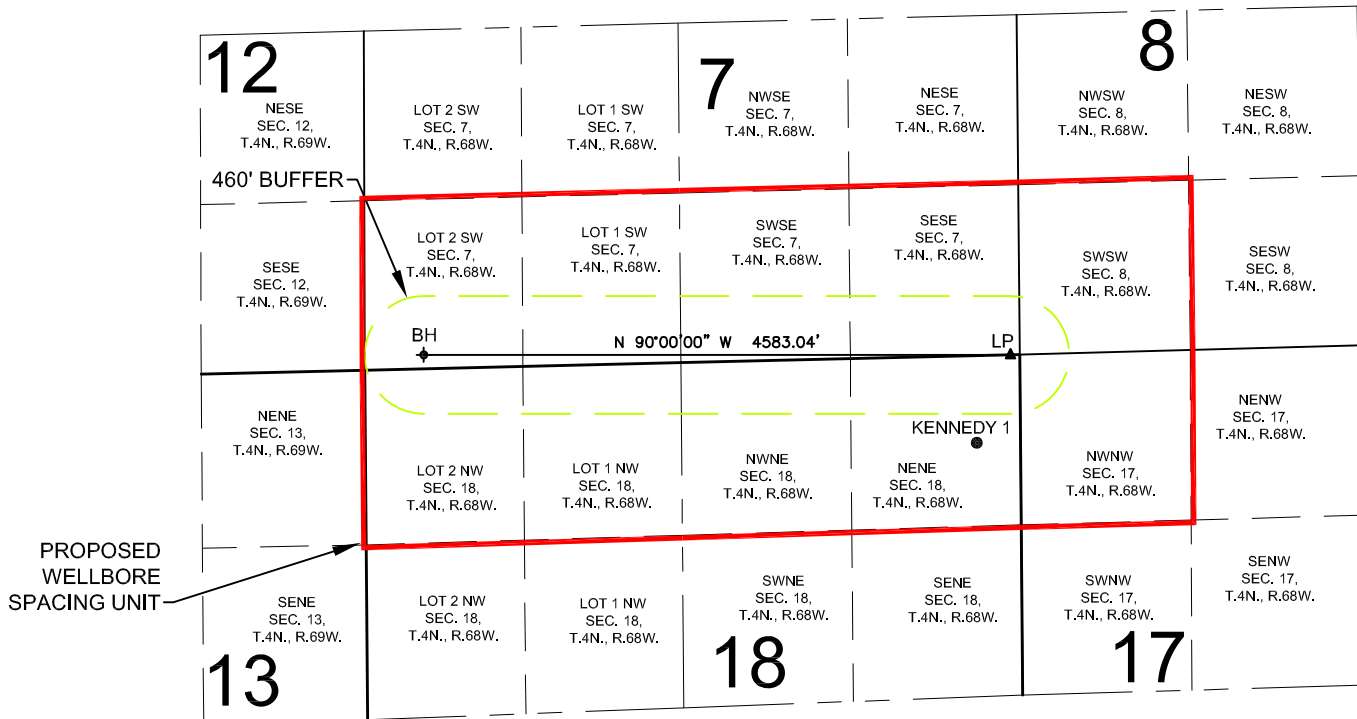 12
7
8
NESE
SEC. 12,
T.4N., R.69W.
LOT 2 SW
SEC. 7,
T.4N., R.68W.
LOT 1 SW
SEC. 7,
T.4N., R.68W.
NWSE
SEC. 7,
T.4N., R.68W.
NESE
SEC. 7,
T.4N., R.68W.
NWSW
SEC. 8,
T.4N., R.68W.
NESW
SEC. 8,
T.4N., R.68W.
460' BUFFER
SESE
SEC. 12,
T.4N., R.69W.
LOT 2 SW
SEC. 7,
T.4N., R.68W.
LOT 1 SW
SEC. 7,
T.4N., R.68W.
SWSE
SEC. 7,
T.4N., R.68W.
SESE
SEC. 7,
T.4N., R.68W.
SWSW
SEC. 8,
T.4N., R.68W.
SESW
SEC. 8,
T.4N., R.68W.
BH
N 90°00'00" W 4583.04'
LP
KENNEDY 1
NENE
SEC. 13,
T.4N., R.69W.
LOT 2 NW
SEC. 18,
T.4N., R.68W.
LOT 1 NW
SEC. 18,
T.4N., R.68W.
NWNE
SEC. 18,
T.4N., R.68W.
NENE
SEC. 18,
T.4N., R.68W.
NWNW
SEC. 17,
T.4N., R.68W.
NENW
SEC. 17,
T.4N., R.68W.
PROPOSED
WELLBORE
SPACING UNIT
SENE
SEC. 13,
T.4N., R.69W.
LOT 2 NW
SEC. 18,
T.4N., R.68W.
LOT 1 NW
SEC. 18,
T.4N., R.68W.
SWNE
SEC. 18,
T.4N., R.68W.
SENE
SEC. 18,
T.4N., R.68W.
SWNW
SEC. 17,
T.4N., R.68W.
SENW
SEC. 17,
T.4N., R.68W.
13
18
17